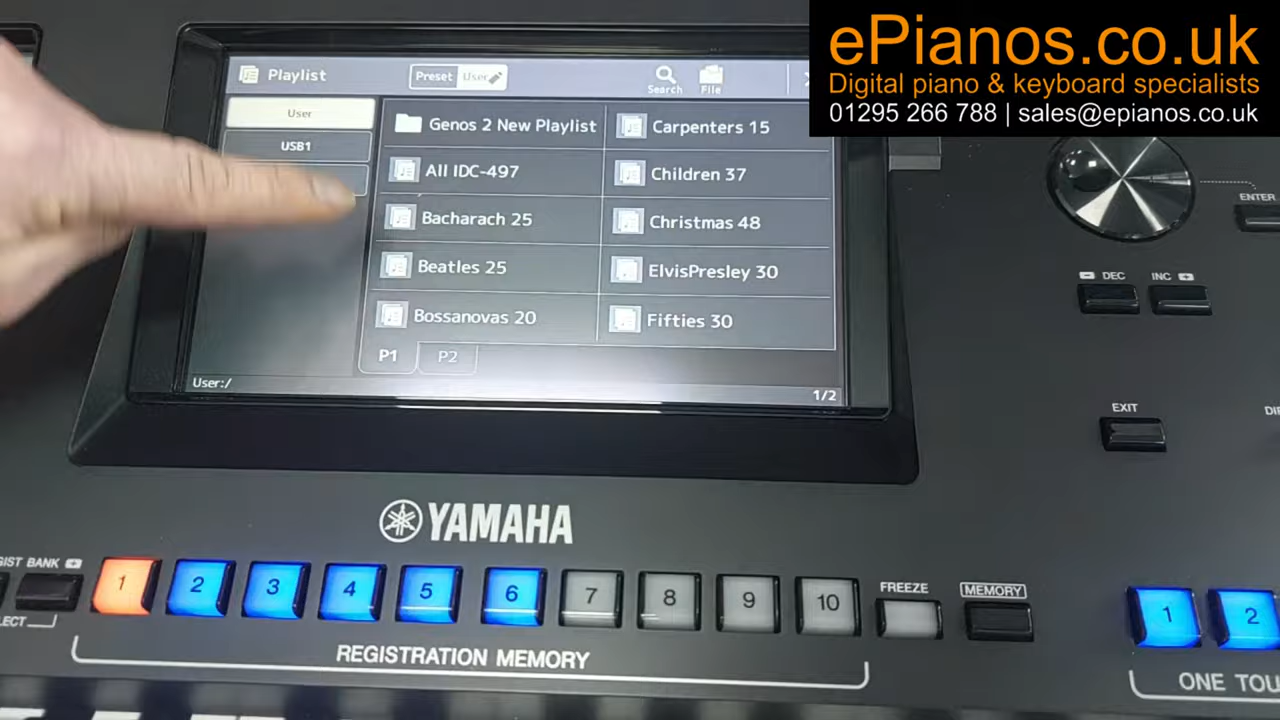 ePianos.co.uk
Digital piano & keyboard specialists
01295 266 788 | sales@epianos.co.uk
Playlist
Preset
User
Search
File
User
USB1
Genos 2 New Playlist
All IDC-497
Bacharach 25
Beatles 25
Bossanovas 20
Carpenters 15
Children 37
Christmas 48
ElvisPresley 30
Fifties 30
P1
P2
User:/
1/2
ENTER
- DEC
INC +
EXIT
YAMAHA
BANK +
1
2
3
4
5
6
7
8
9
10
FREEZE
MEMORY
REGISTRATION MEMORY
1
2
ONE